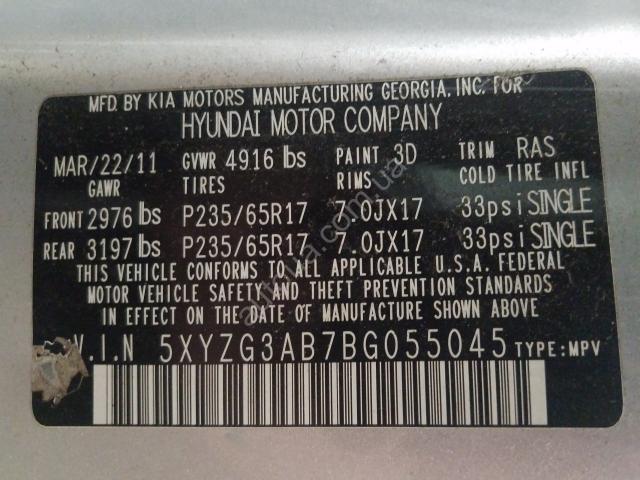 MFD. BY KIA MOTORS MANUFACTURING GEORGIA, INC. FOR
HYUNDAI MOTOR COMPANY
MAR/22/11 GVWR 4916 lbs PAINT 3D TRIM RAS
GAWR TIRES RIMS COLD TIRE INFL
FRONT 2976 lbs P235/65R17 7.0JX17 33psi SINGLE
REAR 3197 lbs P235/65R17 7.0JX17 33psi SINGLE
THIS VEHICLE CONFORMS TO ALL APPLICABLE U.S.A. FEDERAL
MOTOR VEHICLE SAFETY AND THEFT PREVENTION STANDARDS
IN EFFECT ON THE DATE OF MANUFACTURE SHOWN ABOVE
V.I.N 5XYZG3AB7BG055045 TYPE:MPV